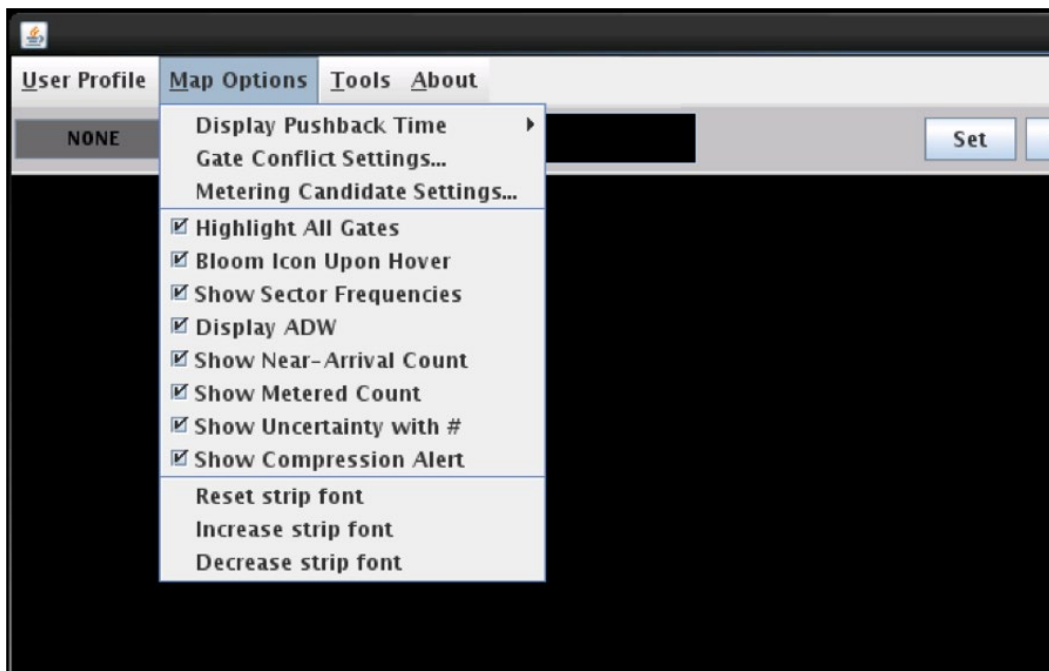 User Profile Map Options Tools About
NONE Set
Display Pushback Time
Gate Conflict Settings...
Metering Candidate Settings...
Highlight All Gates
Bloom Icon Upon Hover
Show Sector Frequencies
Display ADW
Show Near-Arrival Count
Show Metered Count
Show Uncertainty with #
Show Compression Alert
Reset strip font
Increase strip font
Decrease strip font